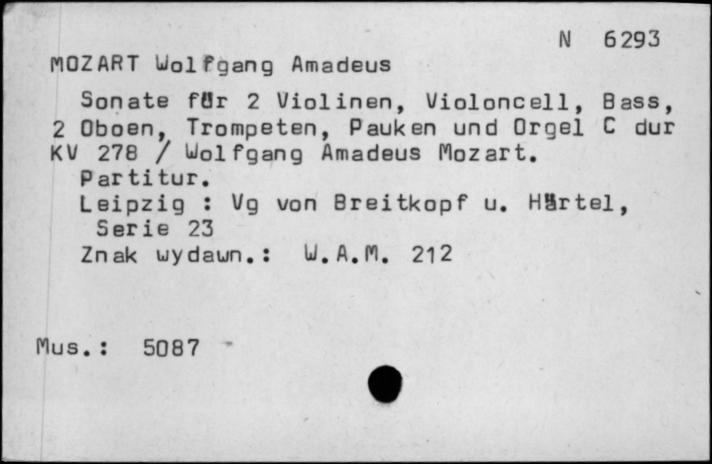 N 6293
MOZART Wolfgang Amadeus
Sonate für 2 Violinen, Violoncell, Bass,
2 Oboen, Trompeten, Pauken und Orgel C dur
KV 278 / Wolfgang Amadeus Mozart.
Partitur.
Leipzig : Vg von Breitkopf u. Härtel,
Serie 23
Znak wydawn.: W.A.M. 212
Mus.: 5087